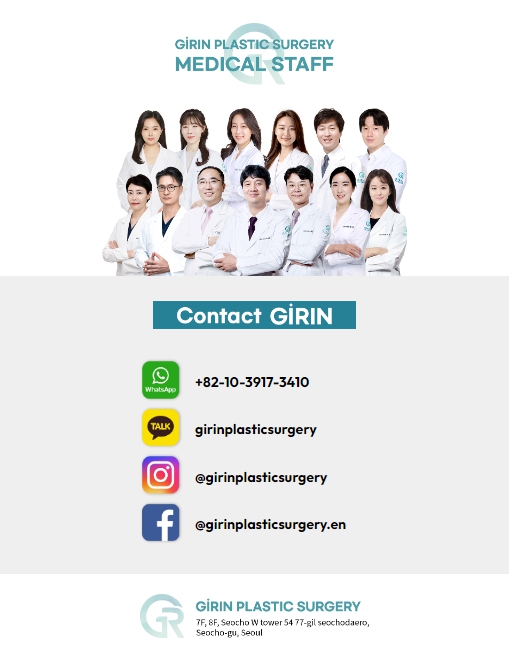 GİRIN PLASTIC SURGERY
MEDICAL STAFF
Contact GİRIN
WhatsApp
+82-10-3917-3410
TALK
girinplasticsurgery
@girinplasticsurgery
@girinplasticsurgery.en
GİRIN PLASTIC SURGERY
7F, 8F, Seocho W tower 54 77-gil seochodaero,
Seocho-gu, Seoul